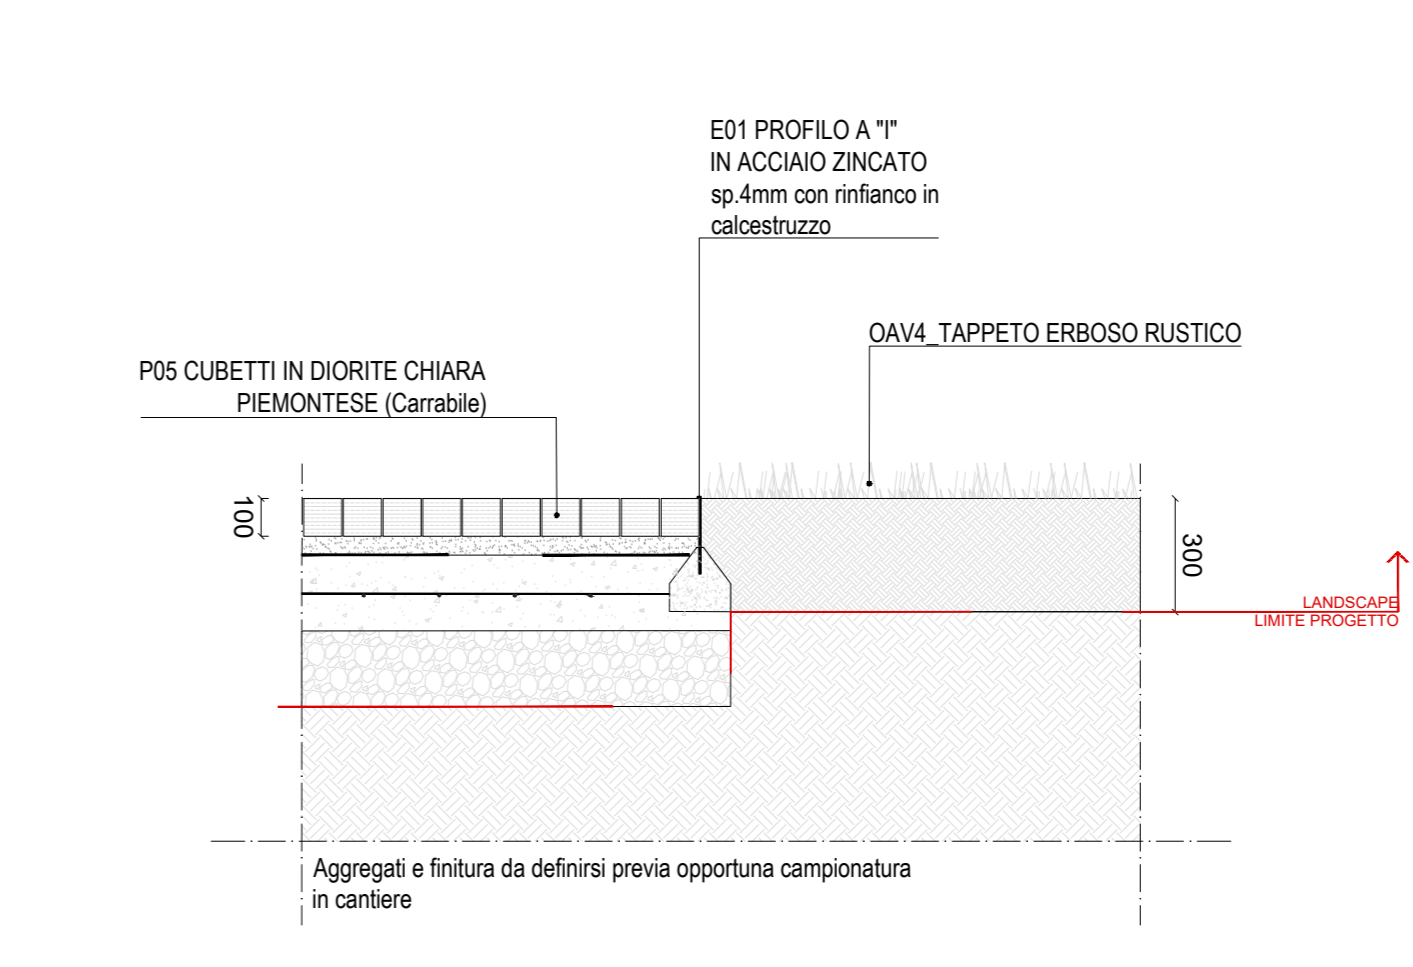 E01 PROFILO A "I"
IN ACCIAIO ZINCATO
sp.4mm con rinfianco in
calcestruzzo
OAV4_TAPPETO ERBOSO RUSTICO
P05 CUBETTI IN DIORITE CHIARA
PIEMONTESE (Carrabile)
100
300
LANDSCAPE
LIMITE PROGETTO
Aggregati e finitura da definirsi previa opportuna campionatura
in cantiere